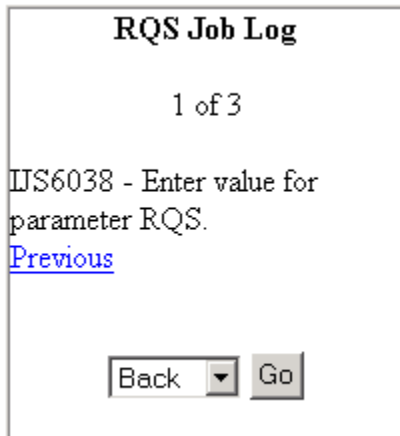 RQS Job Log
1 of 3
IJS6038 - Enter value for
parameter RQS.
Previous
Back
Go